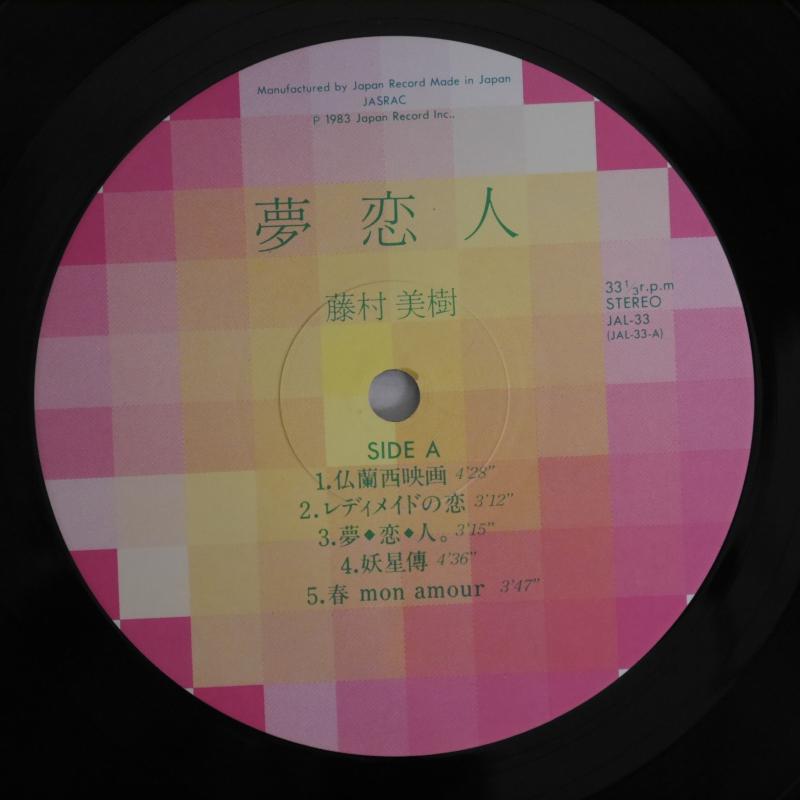 Manufactured by Japan Record Made in Japan
JASRAC
℗ 1983 Japan Record Inc..
夢 恋 人
藤村 美樹
33 1/3 r.p.m
STEREO
JAL-33
(JAL-33-A)
SIDE A
1.仏蘭西映画 4'28"
2.レディメイドの恋 3'12"
3.夢◆恋◆人。 3'15"
4.妖星傳 4'36"
5.春 mon amour 3'47"